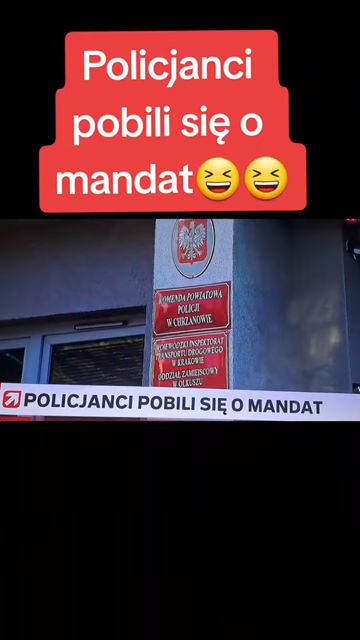 Policjanci
pobili się o
mandat😆😆
KOMENDA POWIATOWA
POLICJI
W CHRZANOWIE
WOJEWÓDZKI INSPEKTORAT
TRANSPORTU DROGOWEGO
W KRAKOWIE
ODDZIAŁ ZAMIEJSCOWY
W OLKUSZU
POLICJANCI POBILI SIĘ O MANDAT